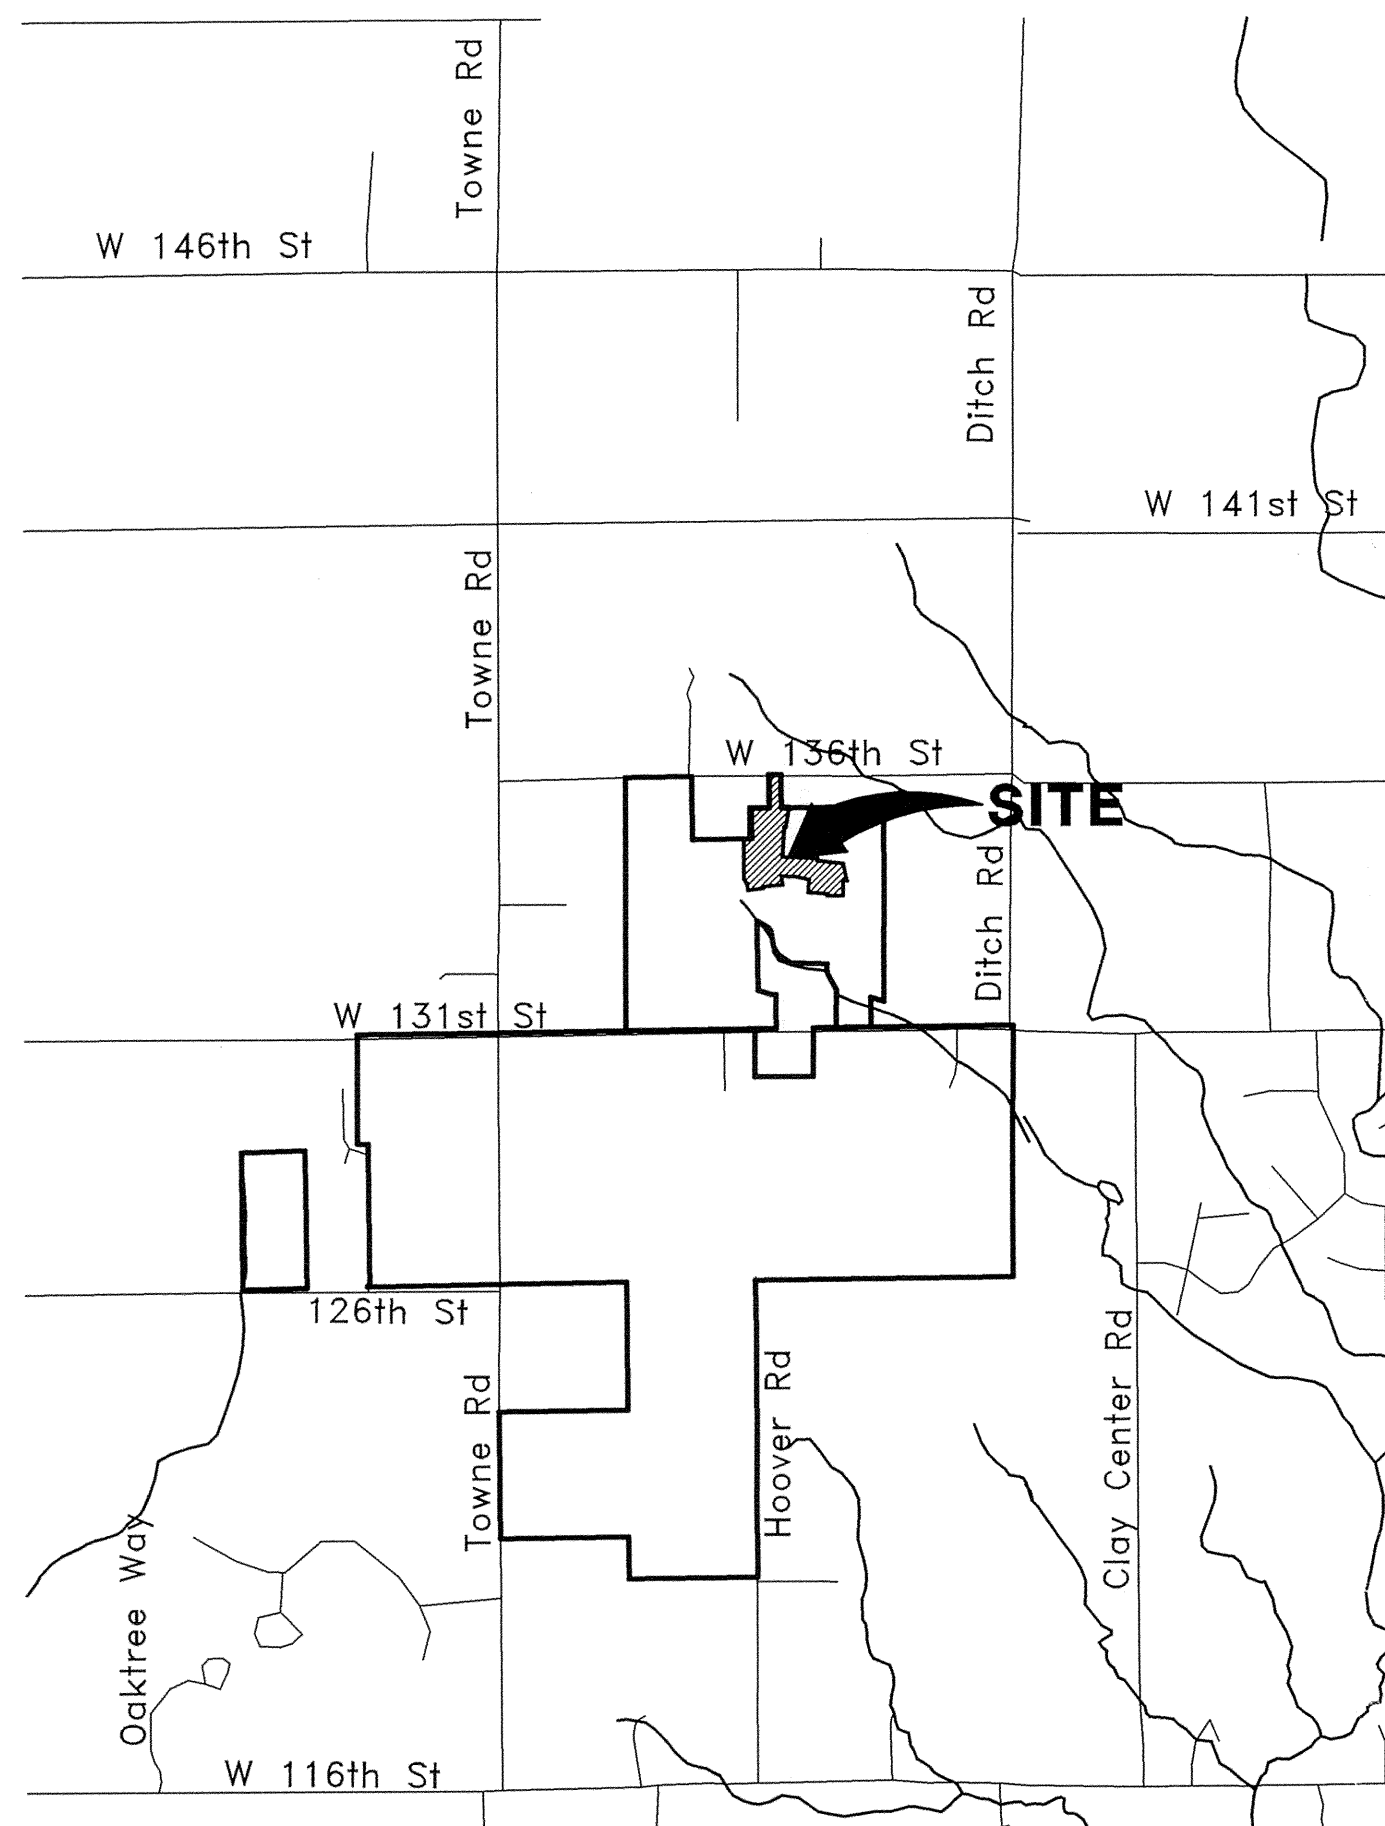 Towne Rd
W 146th St
Ditch Rd
W 141st St
Towne Rd
W 136th St
SITE
Ditch Rd
W 131st St
126th St
Towne Rd
Hoover Rd
Clay Center Rd
Oaktree Way
W 116th St